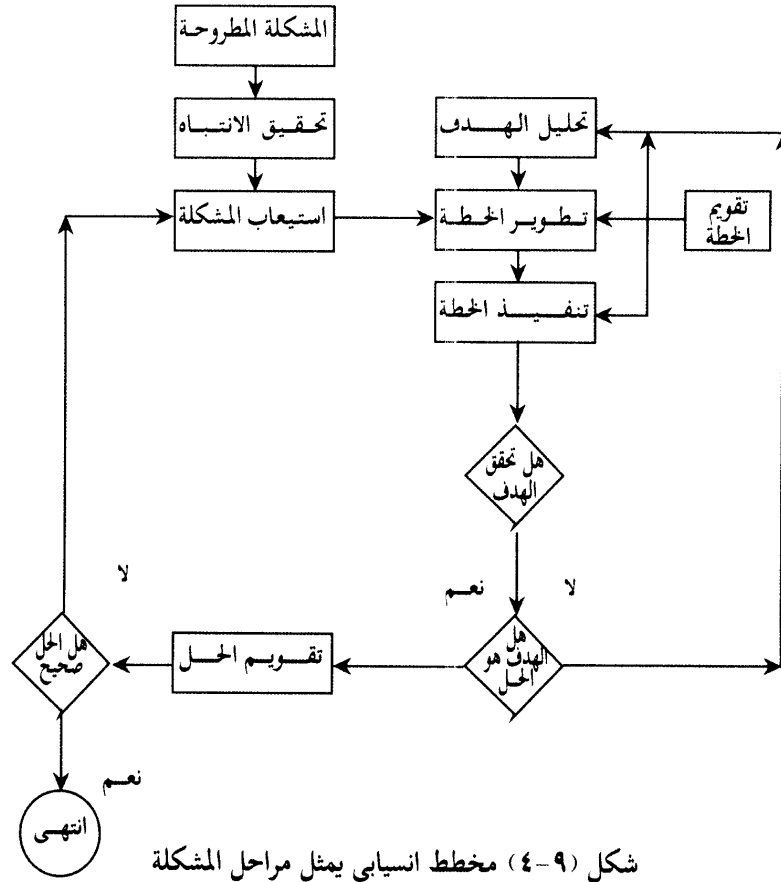 المشكلة المطروحة
تحقيق الانتباه
استيعاب المشكلة
تحليل الهدف
تطوير الخطة
تقويم
الخطة
تنفيذ الخطة
هل تحقق
الهدف
نعم
لا
هل
الهدف هو
الحل
تقويم الحل
لا
هل الحل
صحيح
نعم
انتهى
شكل (٩-٤) مخطط انسيابي يمثل مراحل المشكلة